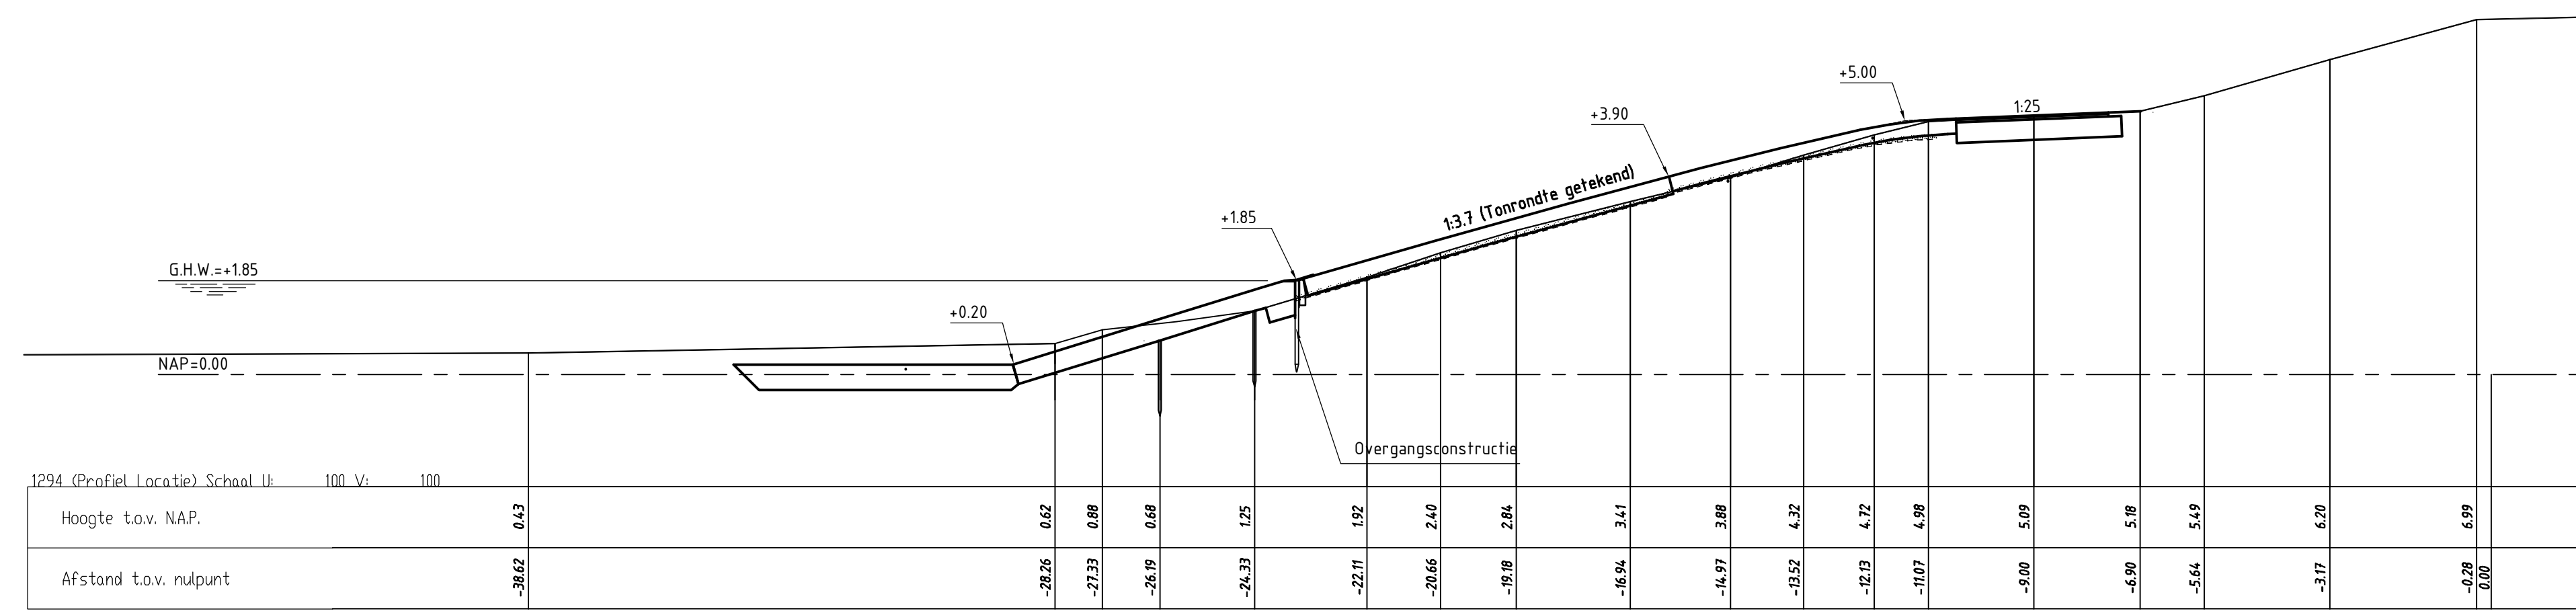 +5.00
1:25
+3.90
1:3.7 (Tonrondte getekend)
+1.85
G.H.W.=+1.85
+0.20
NAP=0.00
Overgangsconstructie
1294 (Profiel Locatie) Schaal U: 100 V: 100
Hoogte t.o.v. N.A.P. 0.43 0.62 0.88 0.68 1.25 1.92 2.40 2.84 3.41 3.88 4.32 4.72 4.98 5.09 5.18 5.49 6.20 6.99
Afstand t.o.v. nulpunt -38.62 -28.26 -27.33 -26.19 -24.33 -22.11 -20.66 -19.18 -16.94 -14.97 -13.52 -12.13 -11.07 -9.00 -6.90 -5.64 -3.17 -0.28 0.00